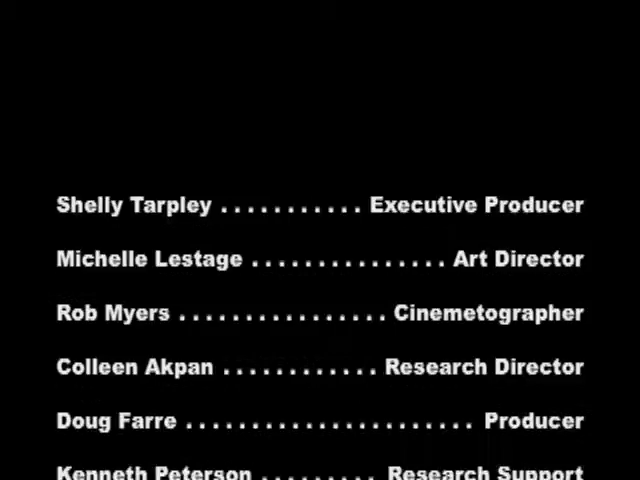 Shelly Tarpley . . . . . . . . . . . Executive Producer
Michelle Lestage . . . . . . . . . . . . . . . Art Director
Rob Myers . . . . . . . . . . . . . . . . Cinemetographer
Colleen Akpan . . . . . . . . . . . . Research Director
Doug Farre . . . . . . . . . . . . . . . . . . . . . . Producer
Kenneth Peterson . . . . . . . . . Research Support